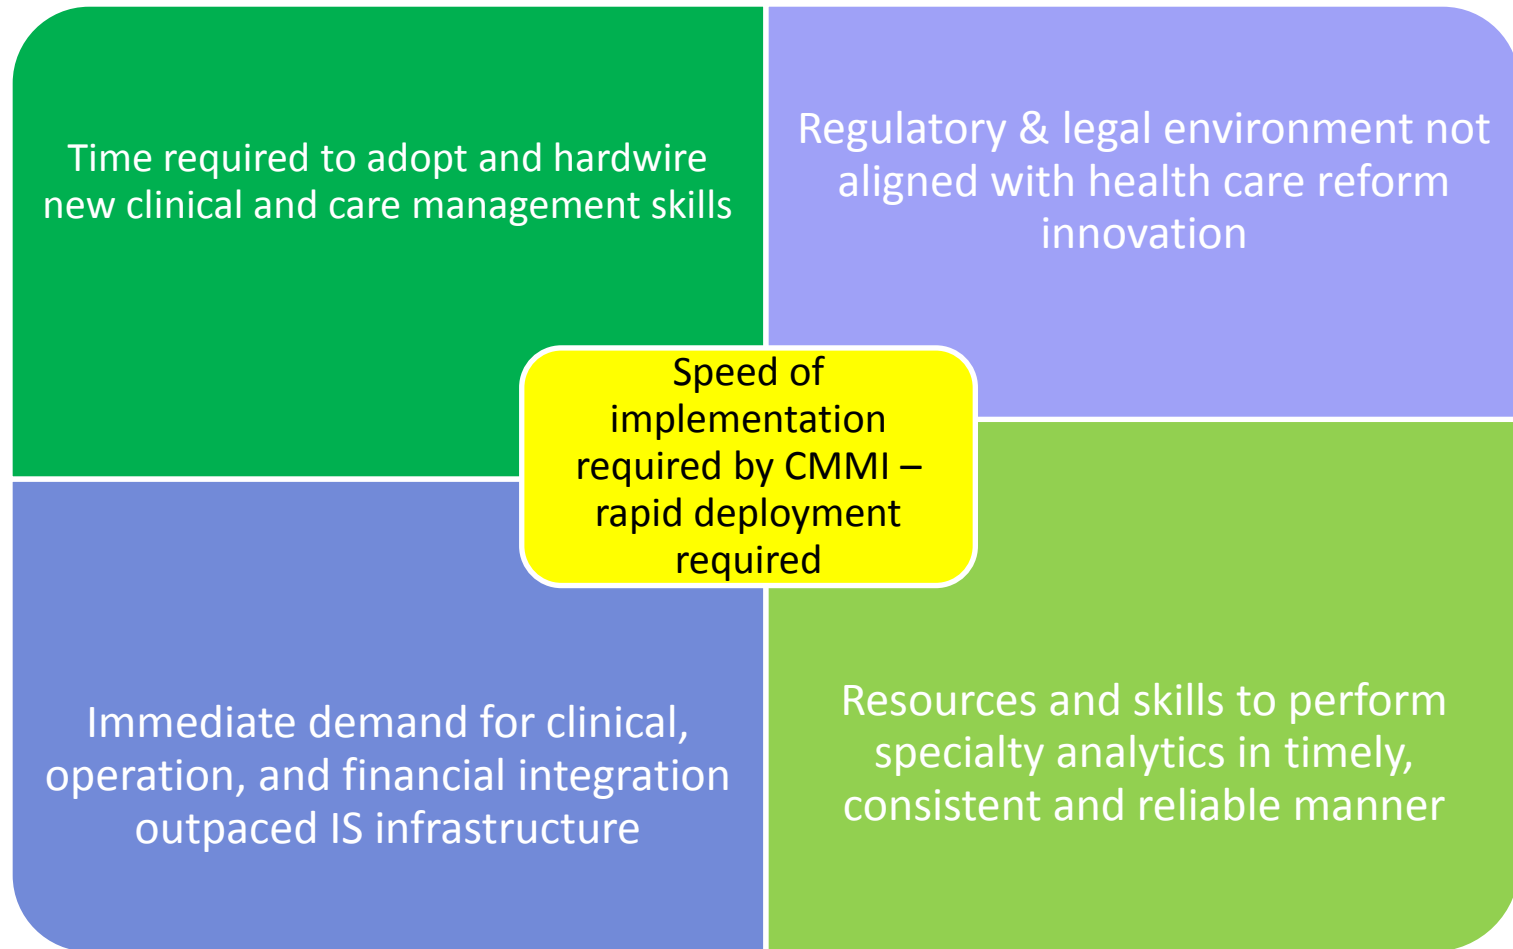 Time required to adopt and hardwire
new clinical and care management skills
Regulatory & legal environment not
aligned with health care reform
innovation
Speed of
implementation
required by CMMI –
rapid deployment
required
Immediate demand for clinical,
operation, and financial integration
outpaced IS infrastructure
Resources and skills to perform
specialty analytics in timely,
consistent and reliable manner